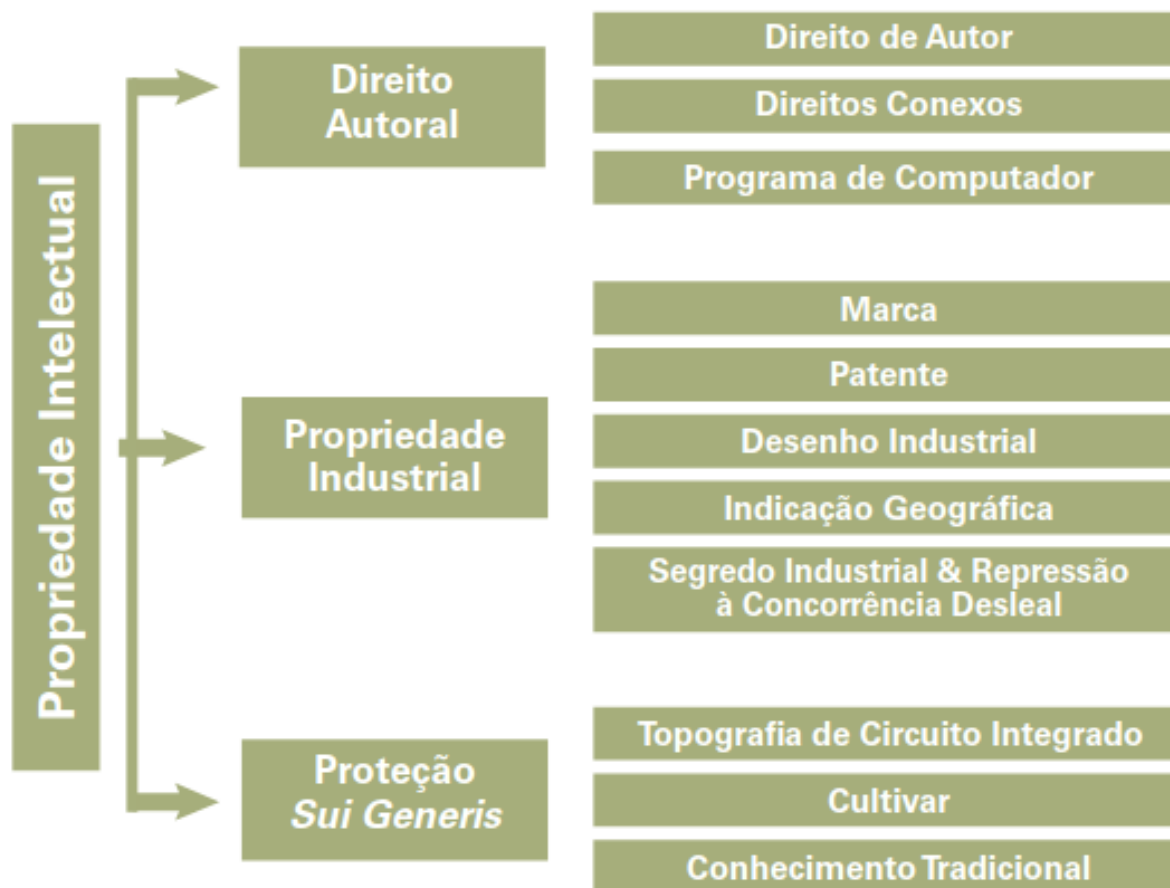 Propriedade Intelectual
Direito
Autoral
Direito de Autor
Direitos Conexos
Programa de Computador
Propriedade
Industrial
Marca
Patente
Desenho Industrial
Indicação Geográfica
Segredo Industrial & Repressão
à Concorrência Desleal
Proteção
Sui Generis
Topografia de Circuito Integrado
Cultivar
Conhecimento Tradicional